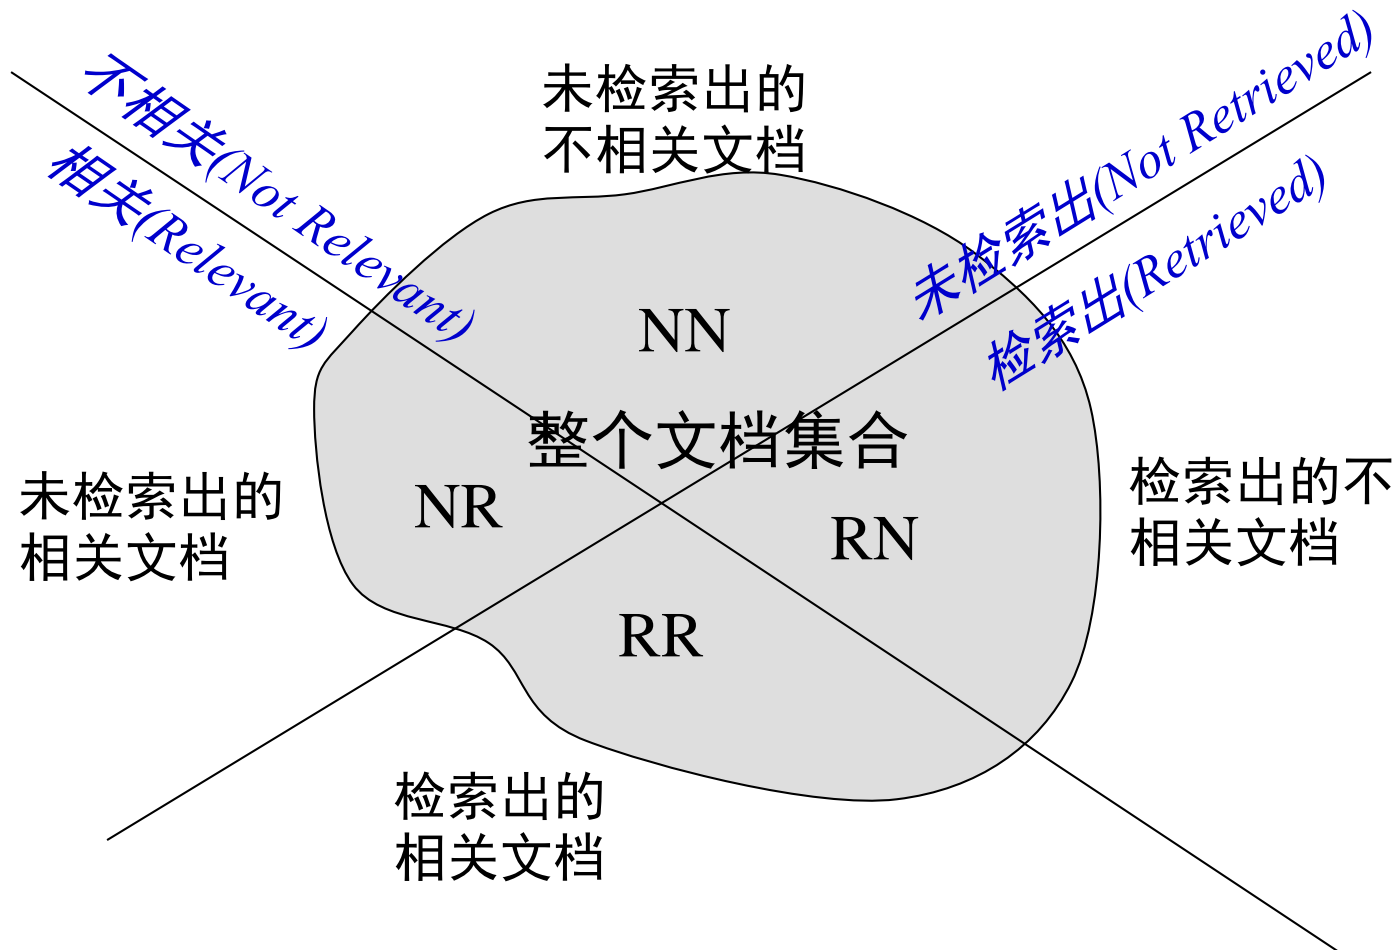 不相关(Not Relevant)
相关(Relevant)
未检索出的
不相关文档
未检索出(Not Retrieved)
检索出(Retrieved)
NN
整个文档集合
未检索出的
相关文档
NR
RN
检索出的不
相关文档
RR
检索出的
相关文档